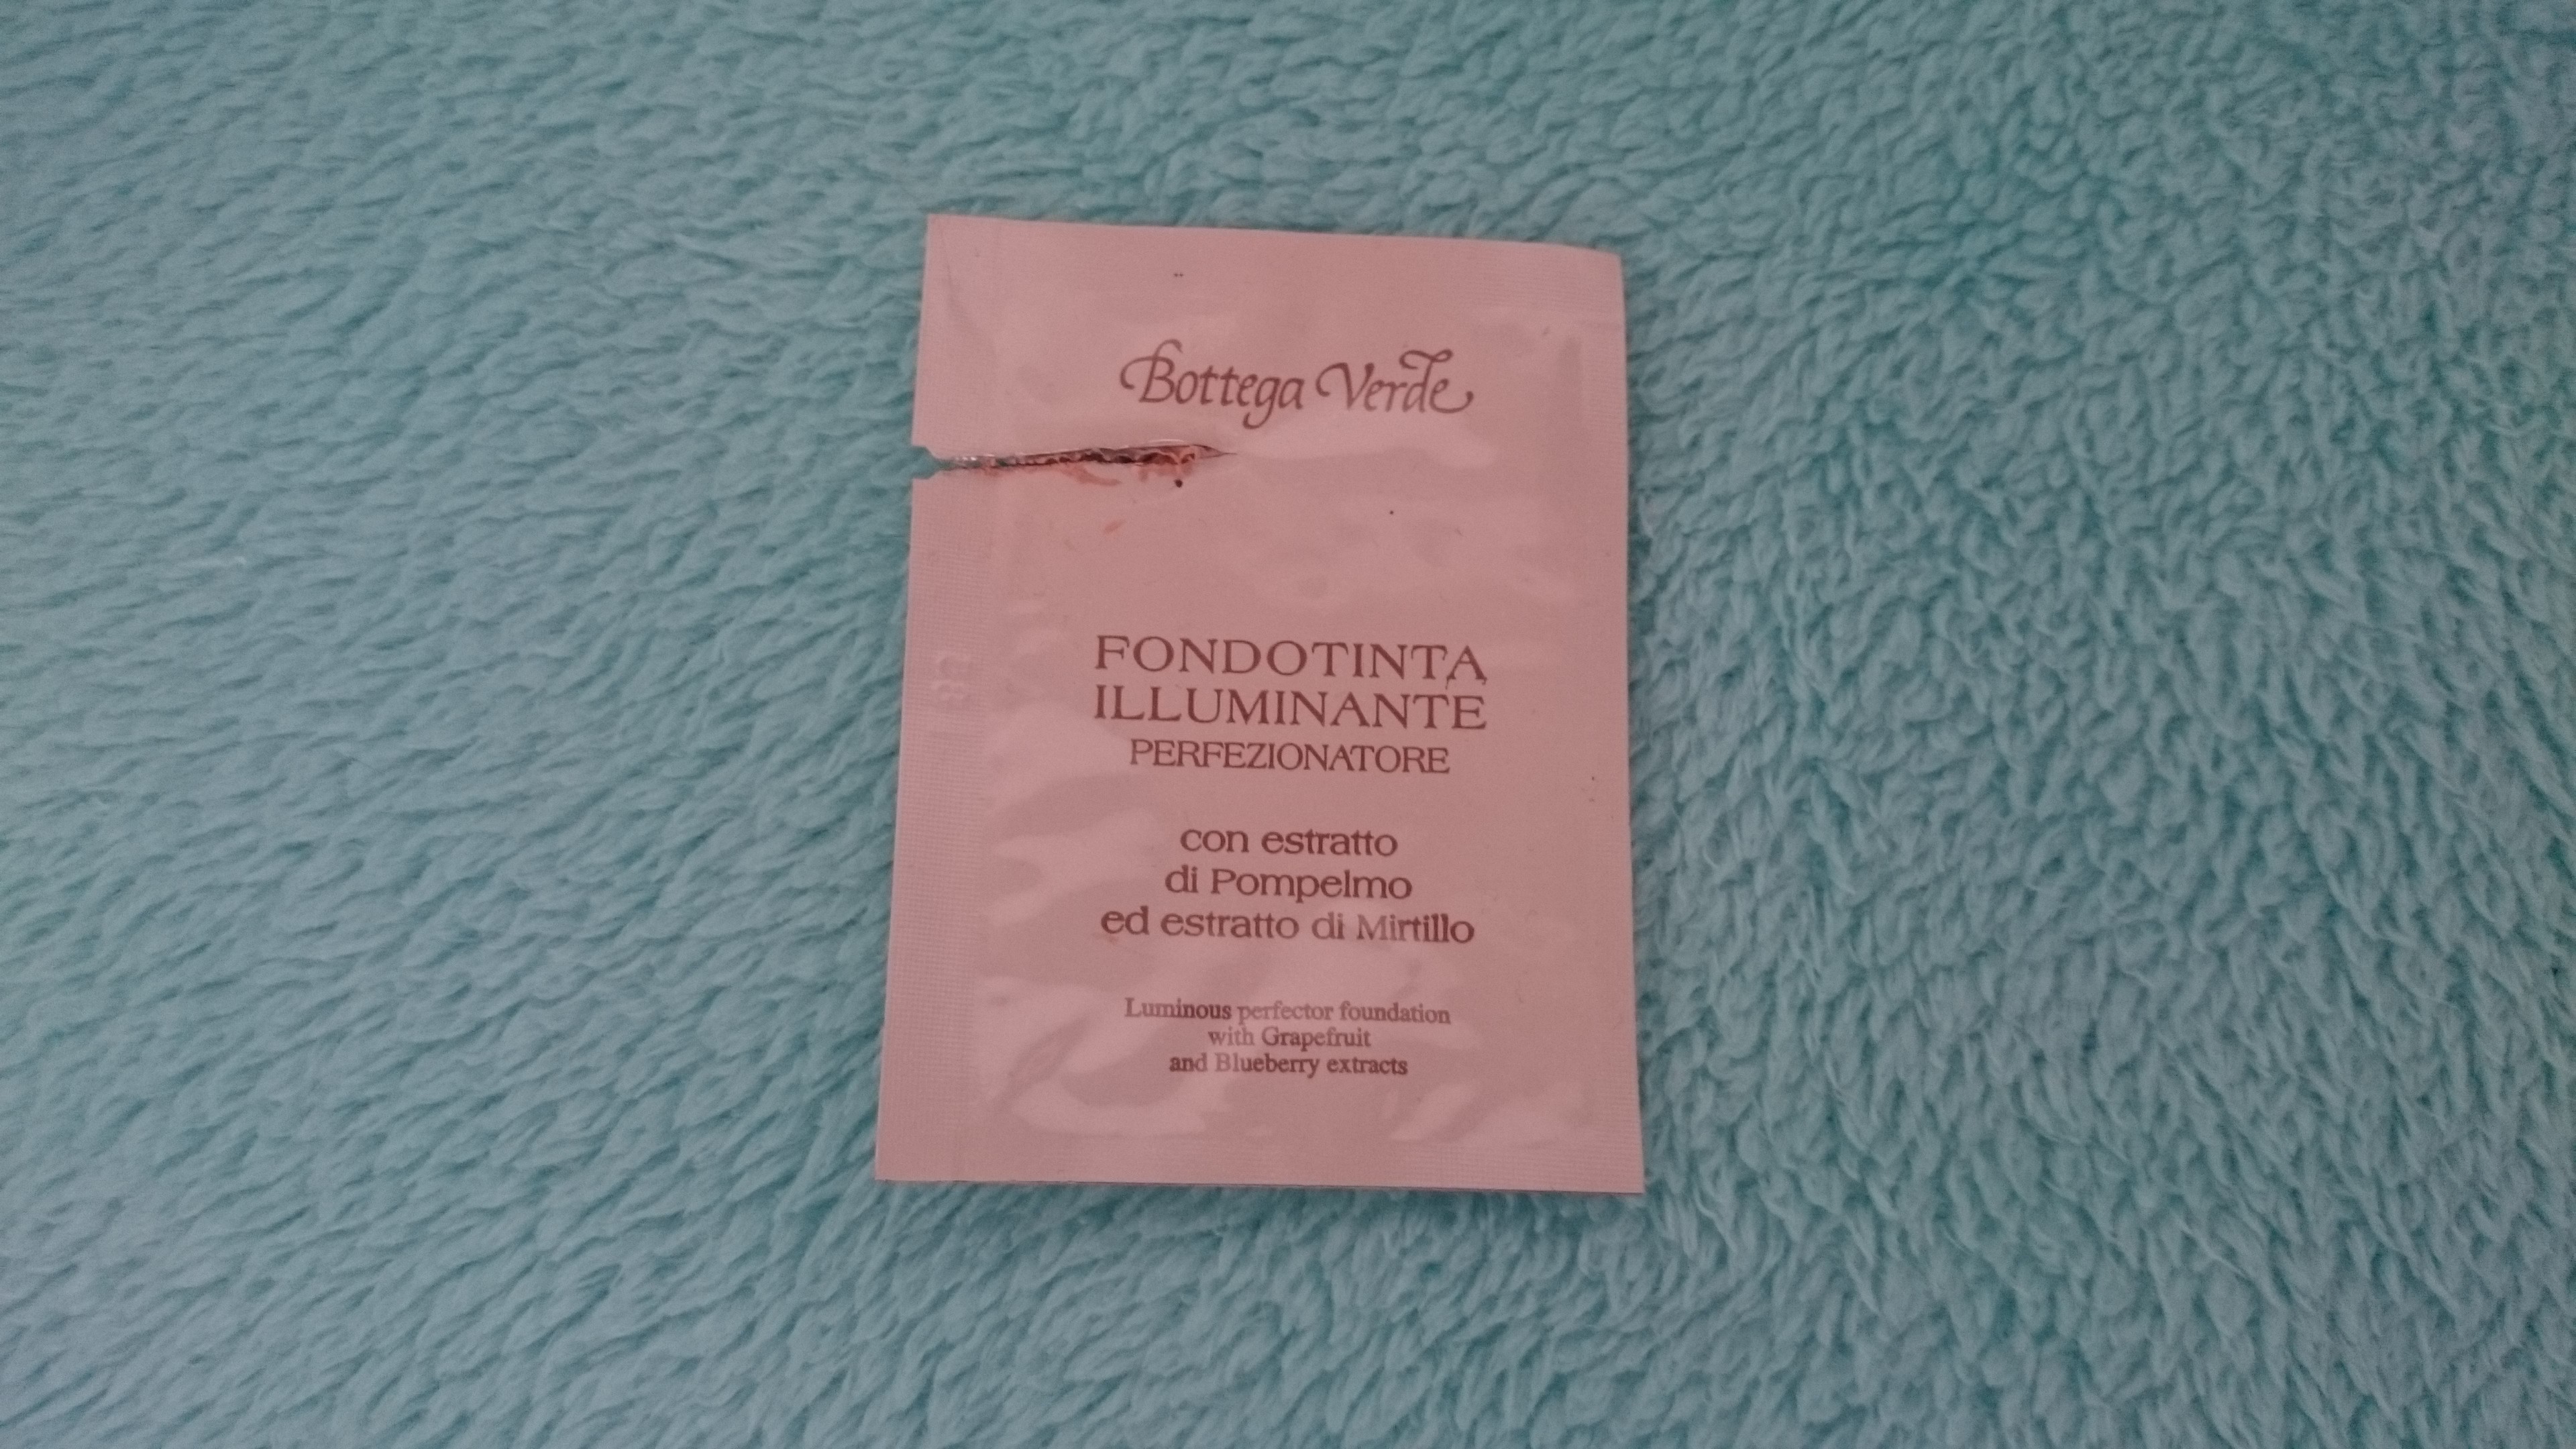 Bottega Verde
FONDOTINTA
ILLUMINANTE
PERFEZIONATORE
con estratto
di Pompelmo
ed estratto di Mirtillo
Luminous perfector foundation
with Grapefruit
and Blueberry extracts